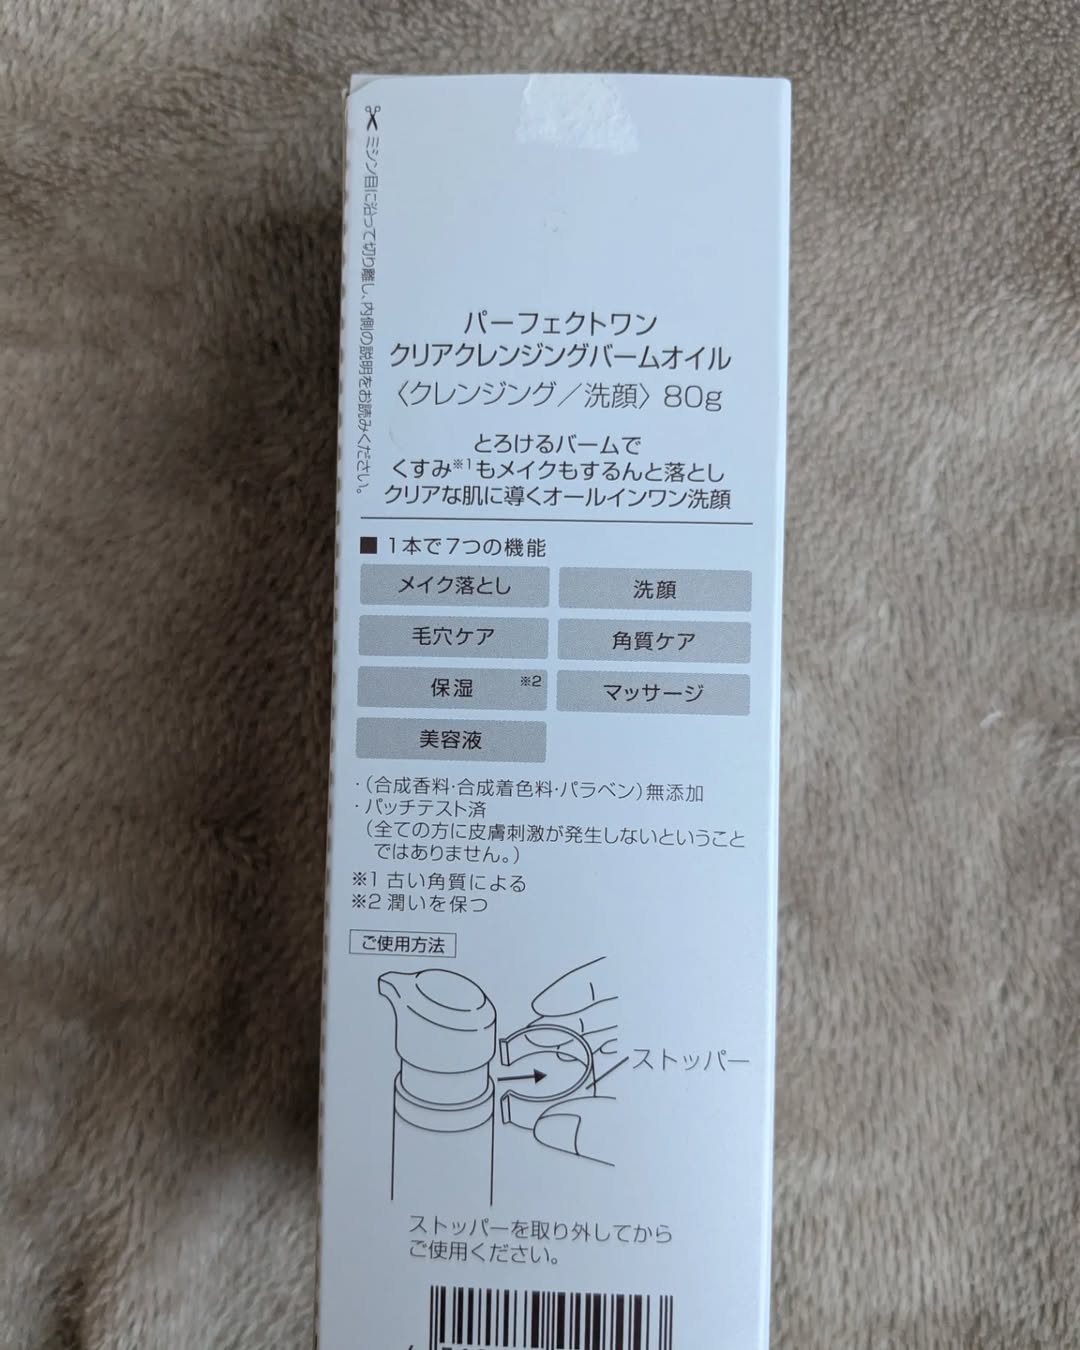 ミシン目に沿って切り離し、内側の説明をお読みください。
パーフェクトワン
クリアクレンジングバームオイル
〈クレンジング／洗顔〉80g
とろけるバームで
くすみ※1もメイクもするんと落とし
クリアな肌に導くオールインワン洗顔
■ 1本で7つの機能
メイク落とし
洗顔
毛穴ケア
角質ケア
保湿 ※2
マッサージ
美容液
・（合成香料・合成着色料・パラベン）無添加
・パッチテスト済
（全ての方に皮膚刺激が発生しないということ
ではありません。）
※1 古い角質による
※2 潤いを保つ
ご使用方法
ストッパー
ストッパーを取り外してから
ご使用ください。